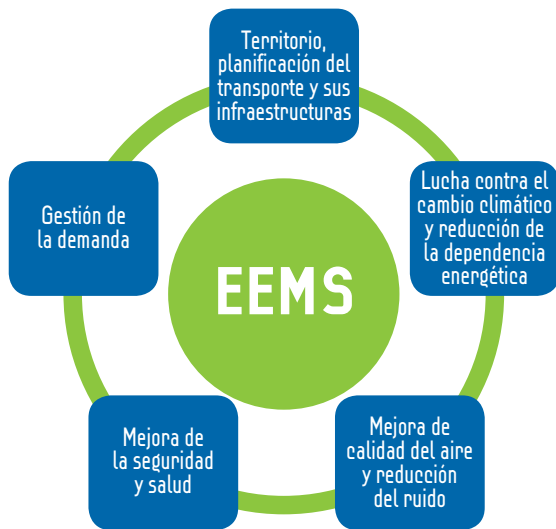 Territorio,
planificación del
transporte y sus
infraestructuras
Lucha contra el
cambio climático
y reducción de
la dependencia
energética
Gestión de
la demanda
EEMS
Mejora de
la seguridad
y salud
Mejora de
calidad del aire
y reducción
del ruido